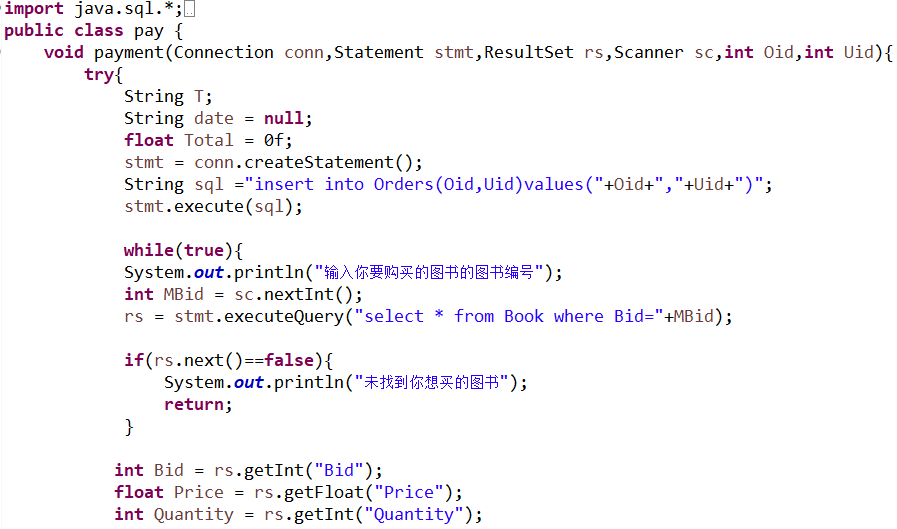 import java.sql.*;
public class pay {
void payment(Connection conn,Statement stmt,ResultSet rs,Scanner sc,int Oid,int Uid){
try{
String T;
String date = null;
float Total = 0f;
stmt = conn.createStatement();
String sql ="insert into Orders(Oid,Uid)values("+Oid+","+Uid+")";
stmt.execute(sql);
while(true){
System.out.println("输入你要购买的图书的图书编号");
int MBid = sc.nextInt();
rs = stmt.executeQuery("select * from Book where Bid="+MBid);
if(rs.next()==false){
System.out.println("未找到你想买的图书");
return;
}
int Bid = rs.getInt("Bid");
float Price = rs.getFloat("Price");
int Quantity = rs.getInt("Quantity");